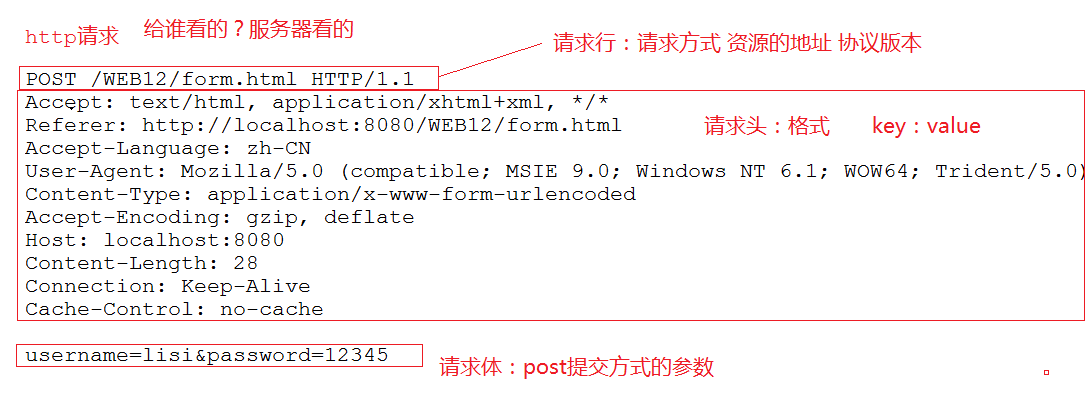 http请求 给谁看的？服务器看的
请求行：请求方式 资源的地址 协议版本
POST /WEB12/form.html HTTP/1.1
Accept: text/html, application/xhtml+xml, */*
Referer: http://localhost:8080/WEB12/form.html
请求头：格式 key：value
Accept-Language: zh-CN
User-Agent: Mozilla/5.0 (compatible; MSIE 9.0; Windows NT 6.1; WOW64; Trident/5.0)
Content-Type: application/x-www-form-urlencoded
Accept-Encoding: gzip, deflate
Host: localhost:8080
Content-Length: 28
Connection: Keep-Alive
Cache-Control: no-cache
username=lisi&password=12345
请求体：post提交方式的参数